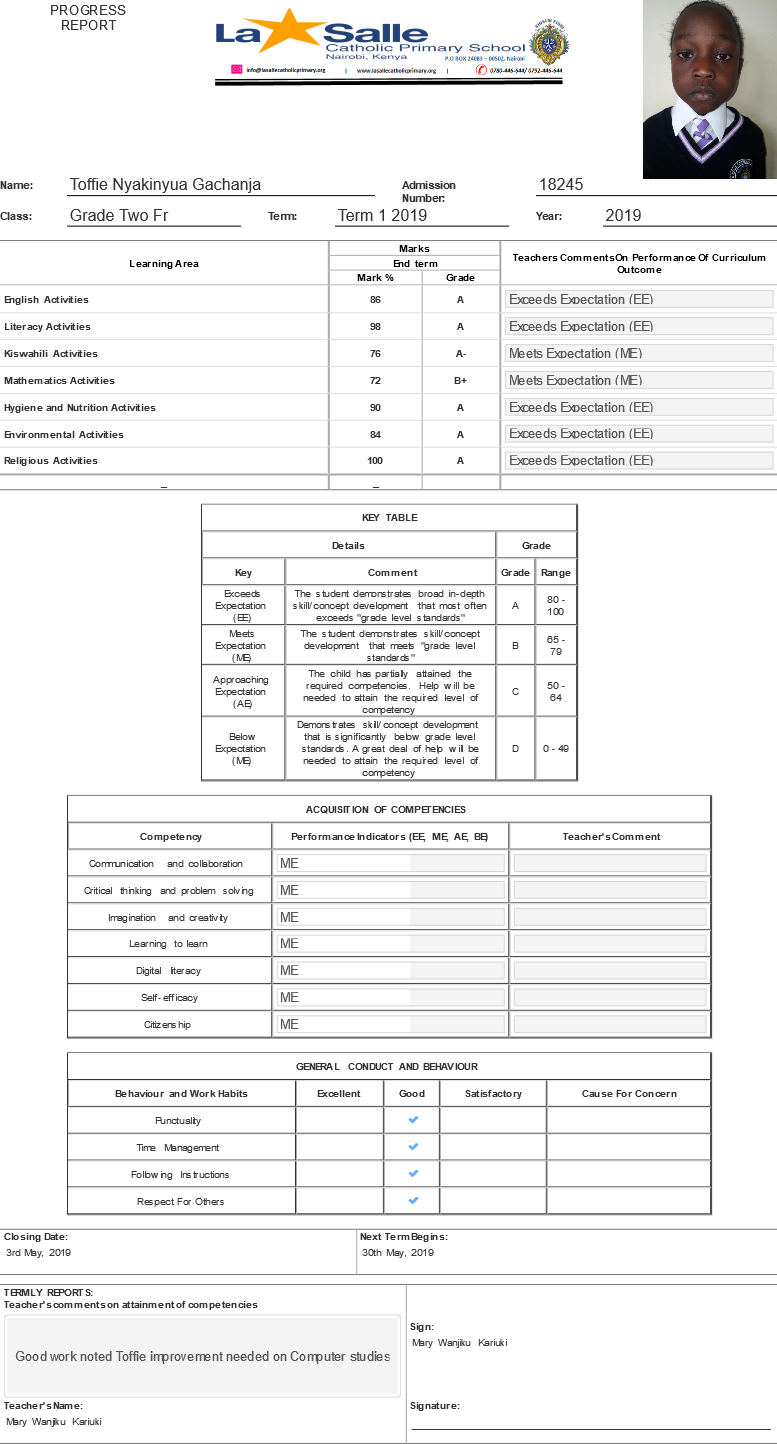 PROGRESS
REPORT
La Salle
Catholic Primary School
Nairobi, Kenya
P.O BOX 24083 – 00502, Nairobi
info@lasallecatholicprimary.org | www.lasallecatholicprimary.org | 0780-446-644/ 0732-446-644
Name: Toffie Nyakinyua Gachanja Admission Number: 18245
Class: Grade Two Fr Term: Term 1 2019 Year: 2019
Learning Area Marks Teachers Comments On Performance Of Curriculum Outcome
End term
Mark % Grade
English Activities 86 A Exceeds Expectation (EE)
Literacy Activities 98 A Exceeds Expectation (EE)
Kiswahili Activities 76 A- Meets Expectation (ME)
Mathematics Activities 72 B+ Meets Expectation (ME)
Hygiene and Nutrition Activities 90 A Exceeds Expectation (EE)
Environmental Activities 84 A Exceeds Expectation (EE)
Religious Activities 100 A Exceeds Expectation (EE)
_ _
KEY TABLE
Details Grade
Key Comment Grade Range
Exceeds Expectation (EE) The student demonstrates broad in-depth skill/concept development that most often exceeds "grade level standards" A 80 - 100
Meets Expectation (ME) The student demonstrates skill/concept development that meets "grade level standards" B 65 - 79
Approaching Expectation (AE) The child has partially attained the required competencies. Help will be needed to attain the required level of competency C 50 - 64
Below Expectation (ME) Demonstrates skill/concept development that is significantly below grade level standards. A great deal of help will be needed to attain the required level of competency D 0 - 49
ACQUISITION OF COMPETENCIES
Competency Performance Indicators (EE, ME, AE, BE) Teacher's Comment
Communication and collaboration ME
Critical thinking and problem solving ME
Imagination and creativity ME
Learning to learn ME
Digital literacy ME
Self-efficacy ME
Citizenship ME
GENERAL CONDUCT AND BEHAVIOUR
Behaviour and Work Habits Excellent Good Satisfactory Cause For Concern
Punctuality ✔
Time Management ✔
Following Instructions ✔
Respect For Others ✔
Closing Date: Next Term Begins:
3rd May, 2019 30th May, 2019
TERMLY REPORTS:
Teacher's comments on attainment of competencies
Good work noted Toffie improvement needed on Computer studies
Sign:
Mary Wanjiku Kariuki
Teacher's Name: Signature:
Mary Wanjiku Kariuki